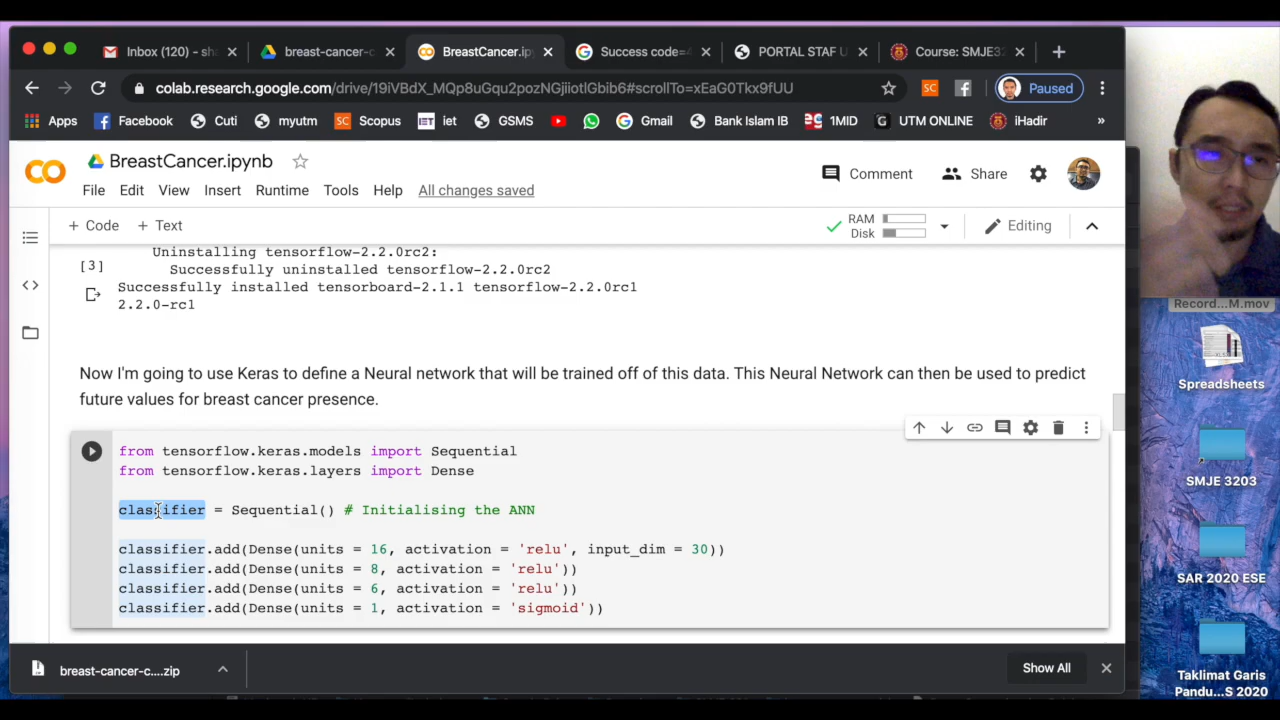 Inbox (120) - sha
breast-cancer-c
BreastCancer.ip
Success code=
PORTAL STAF U
Course: SMJE3
colab.research.google.com/drive/19iVBdX_MQp8uGqu2pozNGjiiotlGbib6#scrollTo=xEaG0Tkx9fUU
Paused
Apps
Facebook
Cuti
myutm
SC Scopus
IET iet
GSMS
Gmail
Bank Islam IB
1MID
UTM ONLINE
iHadir
»
BreastCancer.ipynb
File Edit View Insert Runtime Tools Help All changes saved
Comment
Share
+ Code + Text
RAM
Disk
Editing
Uninstalling tensorflow-2.2.0rc2:
[3] Successfully uninstalled tensorflow-2.2.0rc2
Successfully installed tensorboard-2.1.1 tensorflow-2.2.0rc1
2.2.0-rc1
Now I'm going to use Keras to define a Neural network that will be trained off of this data. This Neural Network can then be used to predict
future values for breast cancer presence.
from tensorflow.keras.models import Sequential
from tensorflow.keras.layers import Dense
classifier = Sequential() # Initialising the ANN
classifier.add(Dense(units = 16, activation = 'relu', input_dim = 30))
classifier.add(Dense(units = 8, activation = 'relu'))
classifier.add(Dense(units = 6, activation = 'relu'))
classifier.add(Dense(units = 1, activation = 'sigmoid'))
breast-cancer-c....zip
Show All
Record...M.mov
Spreadsheets
SMJE 3203
SAR 2020 ESE
Taklimat Garis
Pandu...S 2020